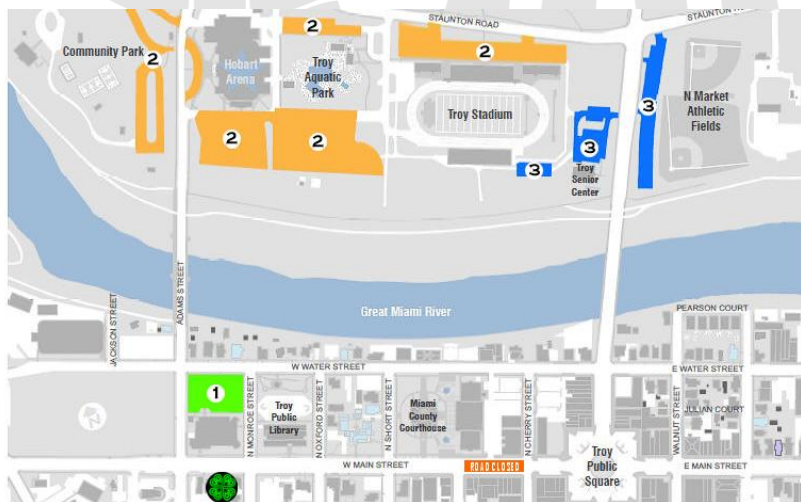 STAUNTON ROAD
STAUNTON ROAD
Community Park
2
Hobart
Arena
2
Troy
Aquatic
Park
2
Troy Stadium
N Market
Athletic
Fields
3
2
2
3
3
Troy
Senior
Center
ADAMS STREET
JACKSON STREET
Great Miami River
PEARSON COURT
W WATER STREET
E WATER STREET
1
N MONROE STREET
Troy
Public
Library
N OXFORD STREET
N SHORT STREET
Miami
County
Courthouse
N CHERRY STREET
WALNUT STREET
JULIAN COURT
Troy
Public
Square
W MAIN STREET
ROAD CLOSED
E MAIN STREET
N